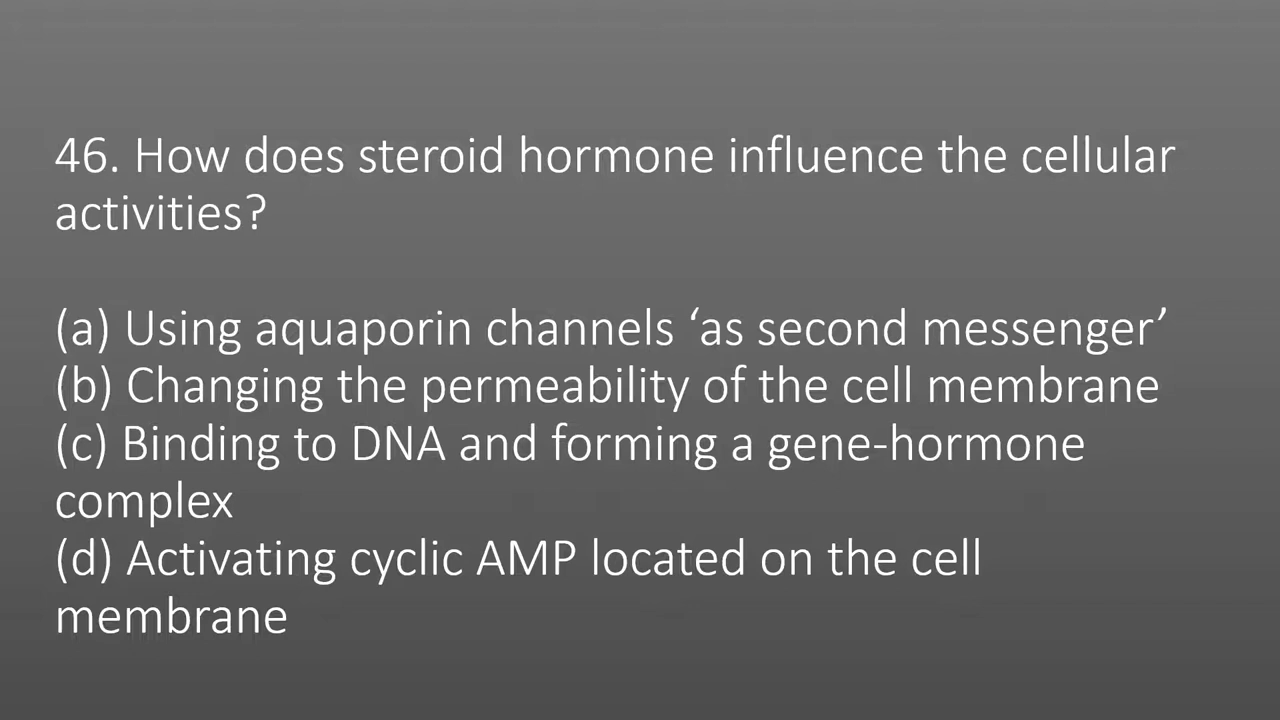 46. How does steroid hormone influence the cellular
activities?
(a) Using aquaporin channels ‘as second messenger’
(b) Changing the permeability of the cell membrane
(c) Binding to DNA and forming a gene-hormone
complex
(d) Activating cyclic AMP located on the cell
membrane